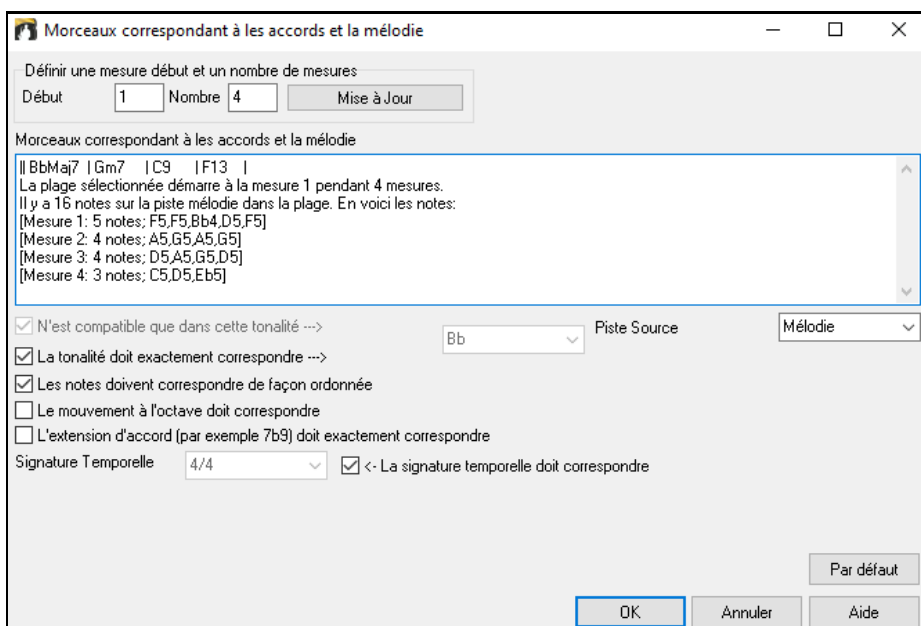 Morceaux correspondant à les accords et la mélodie
Définir une mesure début et un nombre de mesures
Début 1 Nombre 4 Mise à Jour
Morceaux correspondant à les accords et la mélodie
|| BbMaj7 | Gm7 | C9 | F13 |
La plage sélectionnée démarre à la mesure 1 pendant 4 mesures.
Il y a 16 notes sur la piste mélodie dans la plage. En voici les notes:
[Mesure 1: 5 notes; F5,F5,Bb4,D5,F5]
[Mesure 2: 4 notes; A5,G5,A5,G5]
[Mesure 3: 4 notes; D5,A5,G5,D5]
[Mesure 4: 3 notes; C5,D5,Eb5]
N'est compatible que dans cette tonalité ---> Bb Piste Source Mélodie
La tonalité doit exactement correspondre --->
Les notes doivent correspondre de façon ordonnée
Le mouvement à l'octave doit correspondre
L'extension d'accord (par exemple 7b9) doit exactement correspondre
Signature Temporelle 4/4 <- La signature temporelle doit correspondre
Par défaut
OK Annuler Aide